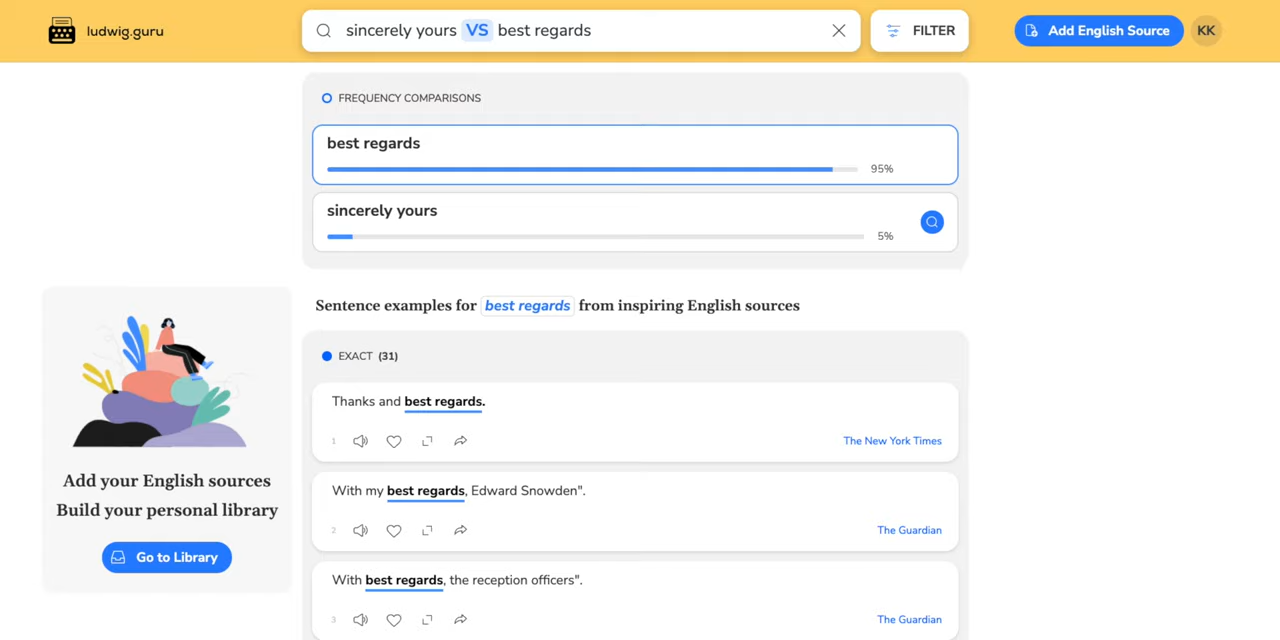 ludwig.guru
sincerely yours VS best regards
FILTER
Add English Source
KK
FREQUENCY COMPARISONS
best regards
95%
sincerely yours
5%
Add your English sources
Build your personal library
Go to Library
Sentence examples for best regards from inspiring English sources
EXACT (31)
Thanks and best regards.
1
The New York Times
With my best regards, Edward Snowden".
2
The Guardian
With best regards, the reception officers".
3
The Guardian